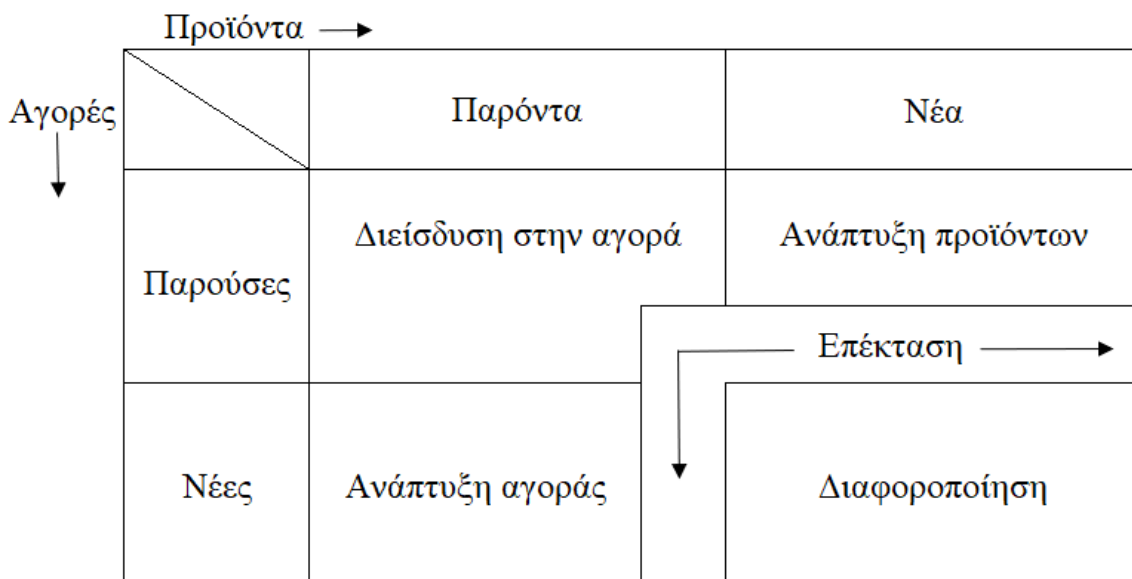 Προϊόντα
Αγορές
Παρόντα
Νέα
Παρούσες
Διείσδυση στην αγορά
Ανάπτυξη προϊόντων
Επέκταση
Νέες
Ανάπτυξη αγοράς
Διαφοροποίηση